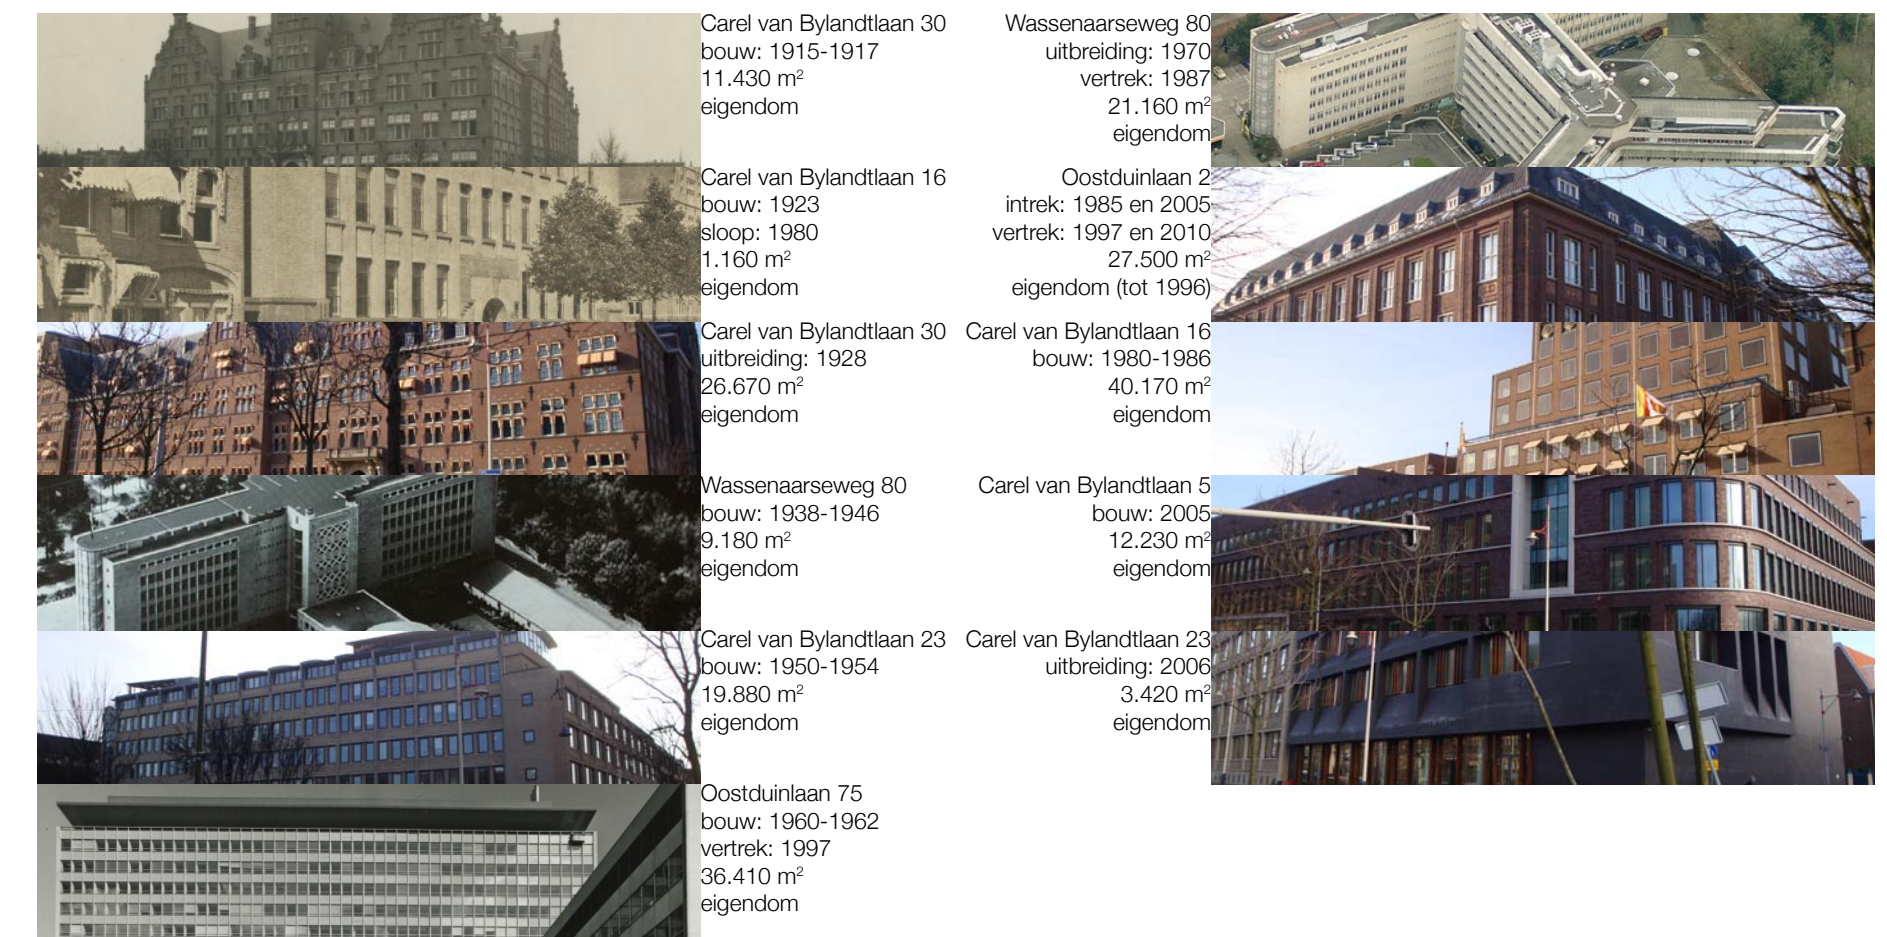 Carel van Bylandtlaan 30
bouw: 1915-1917
11.430 m²
eigendom
Carel van Bylandtlaan 16
bouw: 1923
sloop: 1980
1.160 m²
eigendom
Carel van Bylandtlaan 30
uitbreiding: 1928
26.670 m²
eigendom
Wassenaarseweg 80
bouw: 1938-1946
9.180 m²
eigendom
Carel van Bylandtlaan 23
bouw: 1950-1954
19.880 m²
eigendom
Oostduinlaan 75
bouw: 1960-1962
vertrek: 1997
36.410 m²
eigendom
Wassenaarseweg 80
uitbreiding: 1970
vertrek: 1987
21.160 m²
eigendom
Oostduinlaan 2
intrek: 1985 en 2005
vertrek: 1997 en 2010
27.500 m²
eigendom (tot 1996)
Carel van Bylandtlaan 16
bouw: 1980-1986
40.170 m²
eigendom
Carel van Bylandtlaan 5
bouw: 2005
12.230 m²
eigendom
Carel van Bylandtlaan 23
uitbreiding: 2006
3.420 m²
eigendom